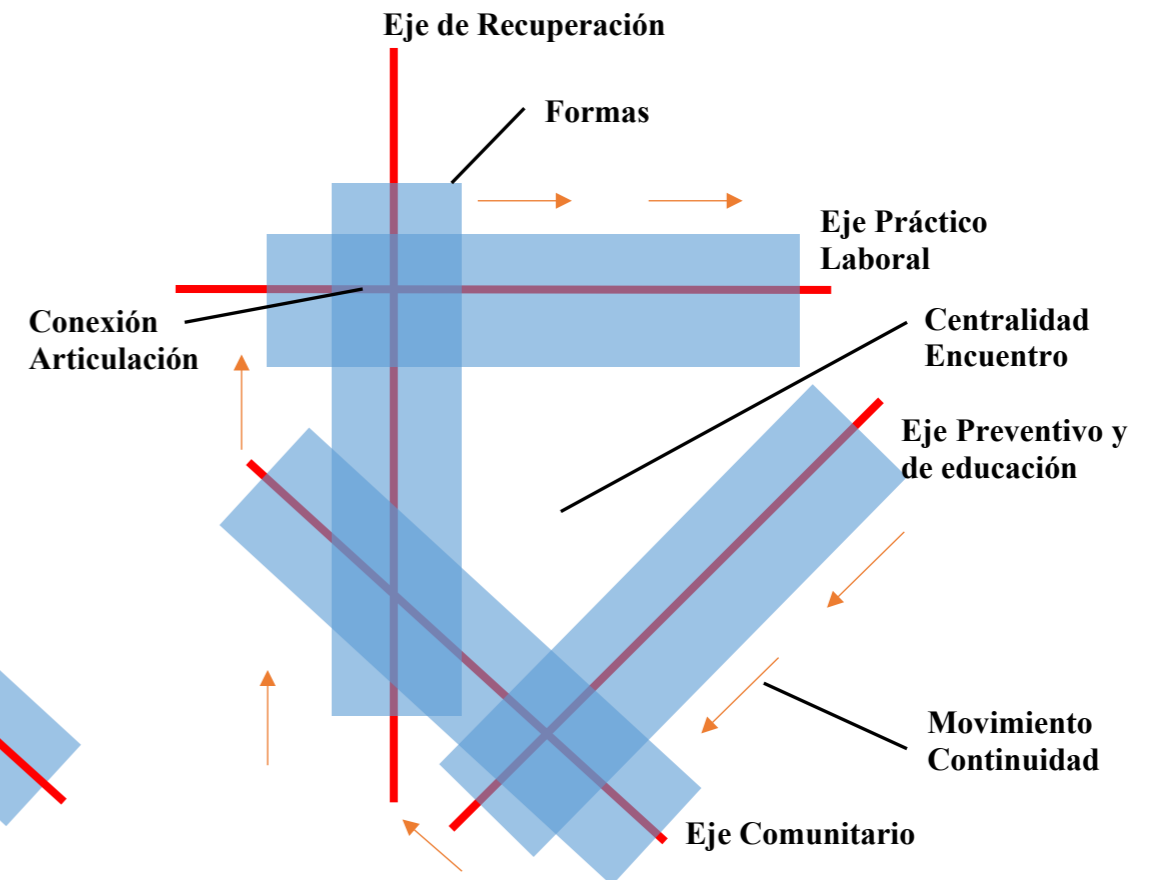 Eje de Recuperación
Formas
Eje Práctico
Laboral
Conexión
Articulación
Centralidad
Encuentro
Eje Preventivo y
de educación
Movimiento
Continuidad
Eje Comunitario